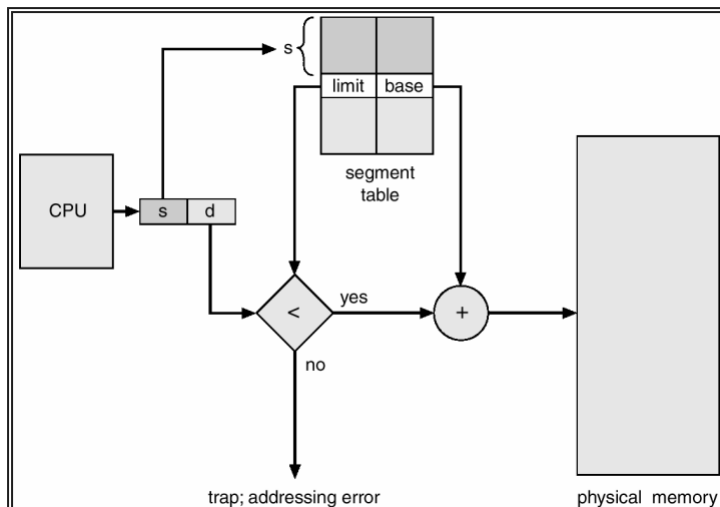 s
limit base
segment
table
CPU
s d
< yes +
no
trap; addressing error
physical memory